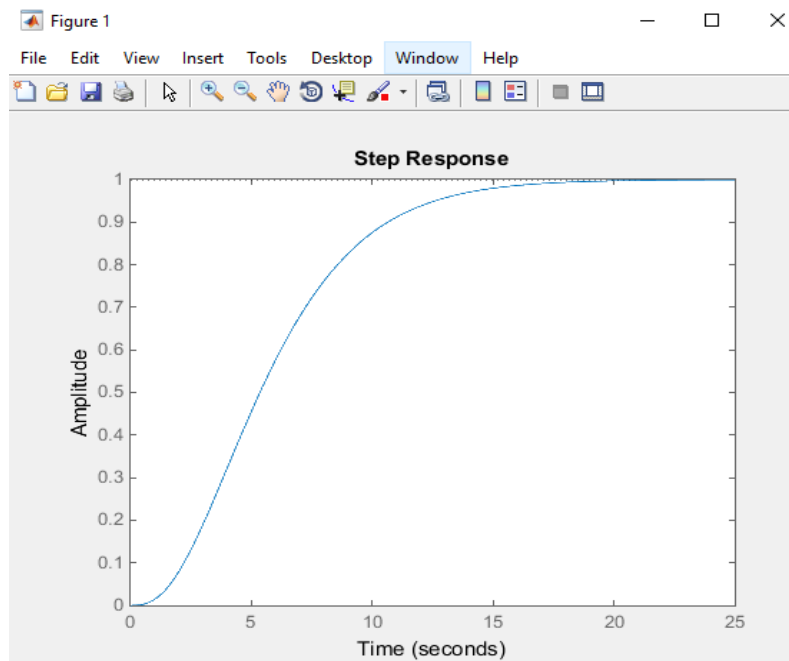 Figure 1
File Edit View Insert Tools Desktop Window Help
Step Response
1
0.9
0.8
0.7
0.6
0.5
0.4
0.3
0.2
0.1
0
Amplitude
0 5 10 15 20 25
Time (seconds)